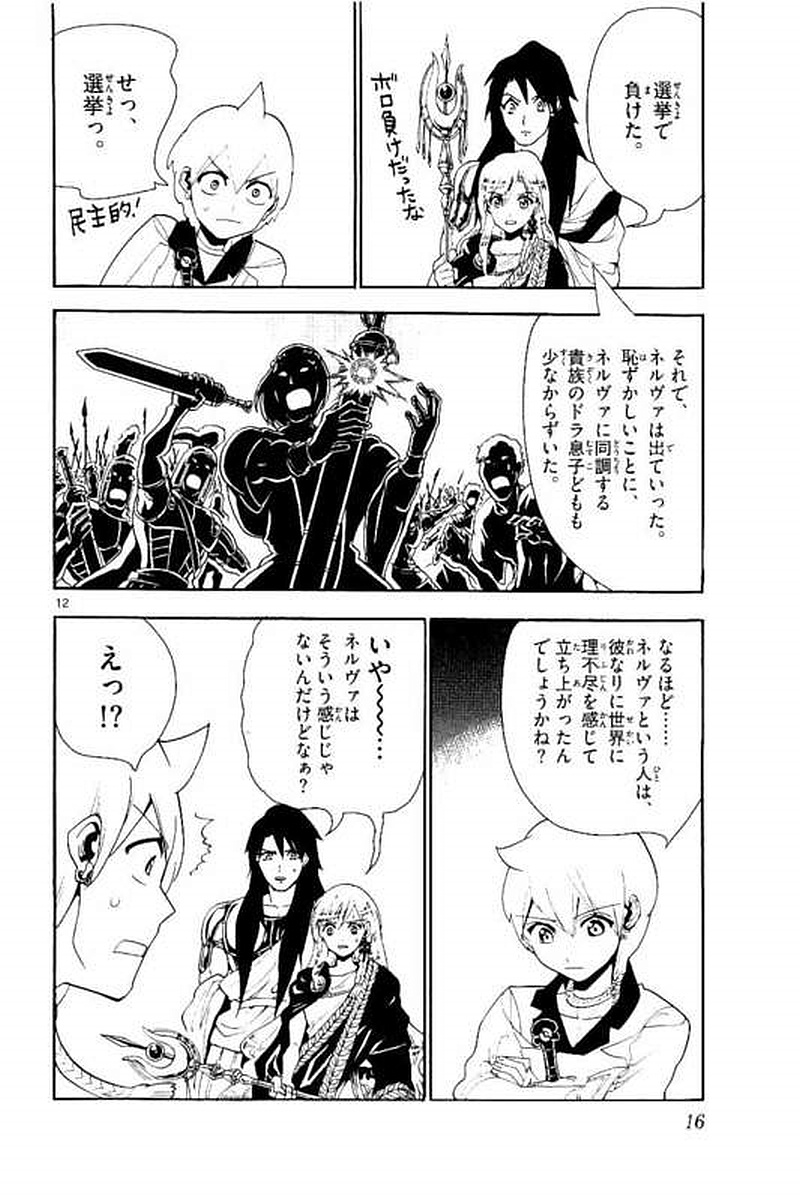 選挙で
負けた。
ボロ負けだったな
せっ、
選挙っ。
民主的!
それで、
ネルヴァは出ていった。
恥ずかしいことに、
ネルヴァに同調する
貴族のドラ息子どもも
少なからずいた。
12
なるほど……
ネルヴァという人は、
彼なりに世界に
理不尽を感じて
立ち上がったん
でしょうかね?
いや〜〜〜…
ネルヴァは
そういう感じじゃ
ないんだけどなぁ?
えっ!?
16